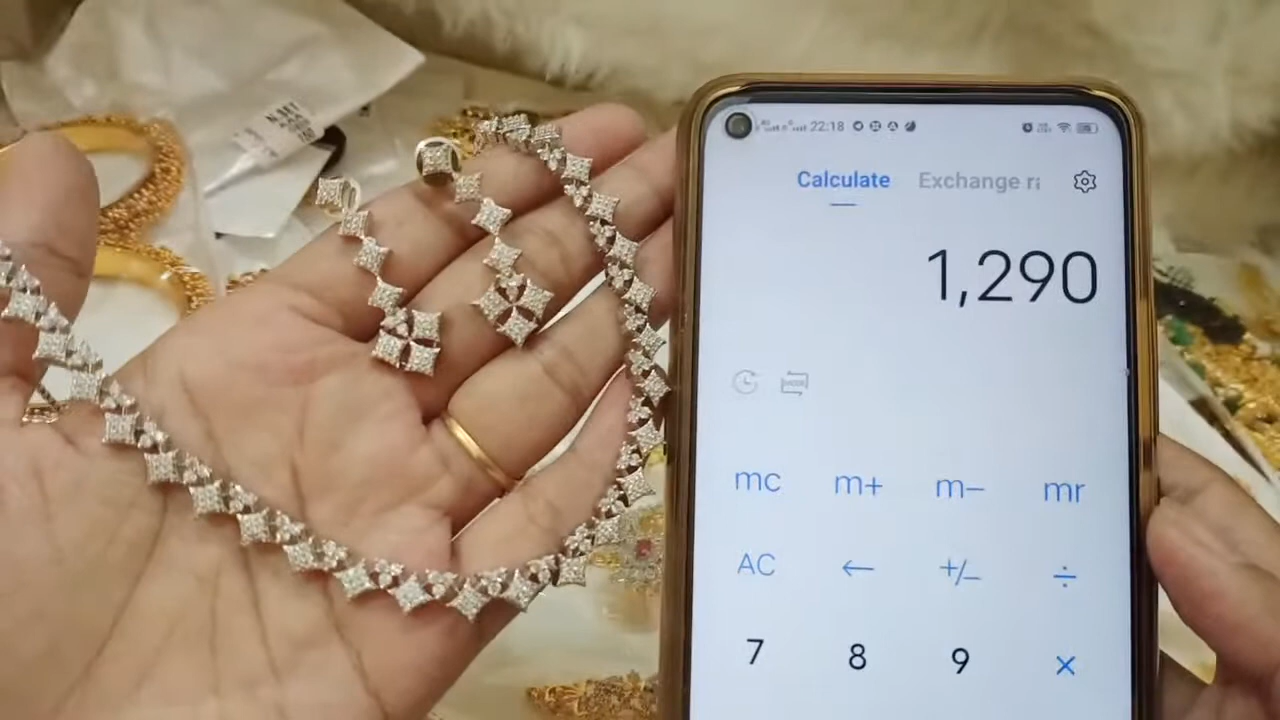 22:18
Calculate Exchange r
1,290
mc m+ m– mr
AC ← +/– ÷
7 8 9 ×